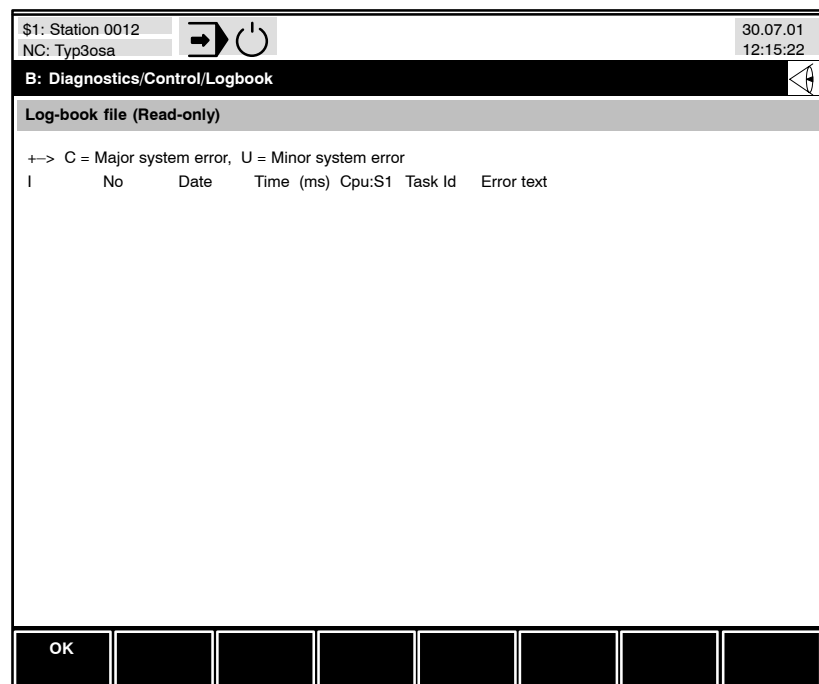 $1: Station 0012
NC: Typ3osa
30.07.01
12:15:22
B: Diagnostics/Control/Logbook
Log-book file (Read-only)
+–> C = Major system error, U = Minor system error
I No Date Time (ms) Cpu:S1 Task Id Error text
OK